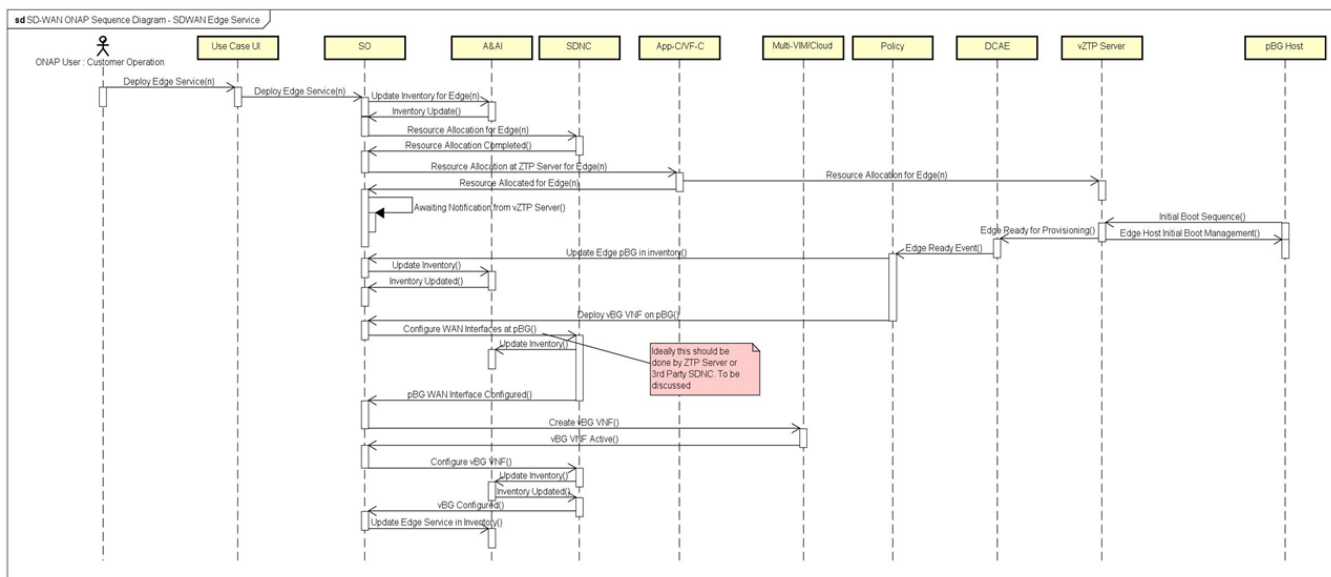 sd SD-WAN ONAP Sequence Diagram - SDWAN Edge Service
Use Case UI
SO
A&AI
SDNC
App-C/VF-C
Multi-VIM/Cloud
Policy
DCAE
vZTP Server
pBG Host
ONAP User : Customer Operation
Deploy Edge Service(n)
Deploy Edge Service(n)
Update Inventory for Edge(n)
Inventory Update()
Resource Allocation for Edge(n)
Resource Allocation Completed()
Resource Allocation at ZTP Server for Edge(n)
Resource Allocation for Edge(n)
Resource Allocated for Edge(n)
Awaiting Notification from vZTP Server()
Initial Boot Sequence()
Edge Ready for Provisioning()
Edge Host Initial Boot Management()
Edge Ready Event()
Update Edge pBG in inventory()
Update Inventory()
Inventory Updated()
Deploy vBG VNF on pBG()
Configure WAN Interfaces at pBG()
Update Inventory()
Ideally this should be
done by ZTP Server or
3rd Party SDNC. To be
discussed
pBG WAN Interface Configured()
Create vBG VNF()
vBG VNF Active()
Configure vBG VNF()
Update Inventory()
Inventory Updated()
vBG Configured()
Update Edge Service in Inventory()